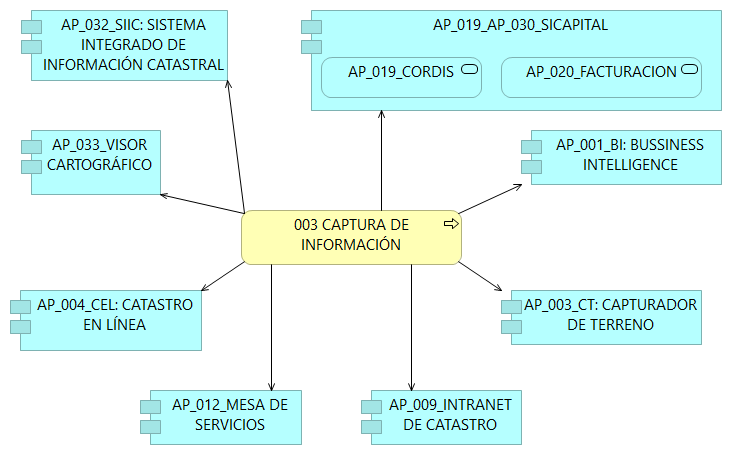 AP_032_SIIC: SISTEMA
INTEGRADO DE
INFORMACIÓN CATASTRAL
AP_019_AP_030_SICAPITAL
AP_019_CORDIS
AP_020_FACTURACION
AP_033_VISOR
CARTOGRÁFICO
AP_001_BI: BUSSINESS
INTELLIGENCE
003 CAPTURA DE
INFORMACIÓN
AP_004_CEL: CATASTRO
EN LÍNEA
AP_003_CT: CAPTURADOR
DE TERRENO
AP_012_MESA DE
SERVICIOS
AP_009_INTRANET
DE CATASTRO